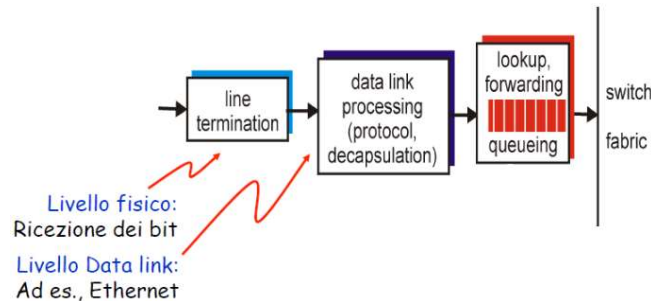 line
termination
data link
processing
(protocol,
decapsulation)
lookup,
forwarding
queueing
switch
fabric
Livello fisico:
Ricezione dei bit
Livello Data link:
Ad es., Ethernet